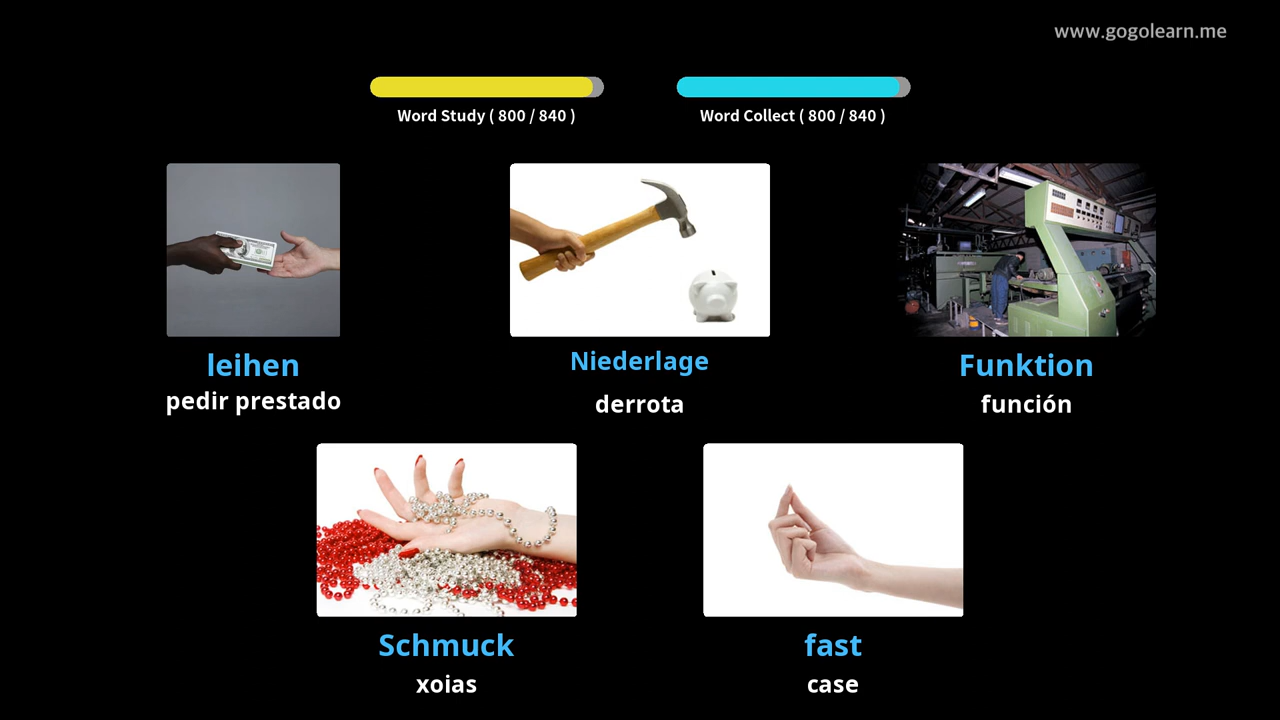 www.gogolearn.me
Word Study ( 800 / 840 )
Word Collect ( 800 / 840 )
leihen
pedir prestado
Niederlage
derrota
Funktion
función
Schmuck
xoias
fast
case